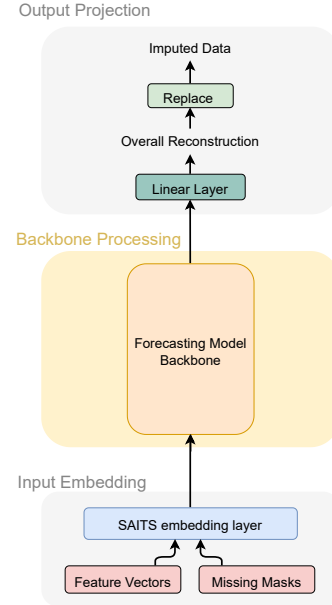 Output Projection
Imputed Data
Replace
Overall Reconstruction
Linear Layer
Backbone Processing
Forecasting Model
Backbone
Input Embedding
SAITS embedding layer
Feature Vectors
Missing Masks